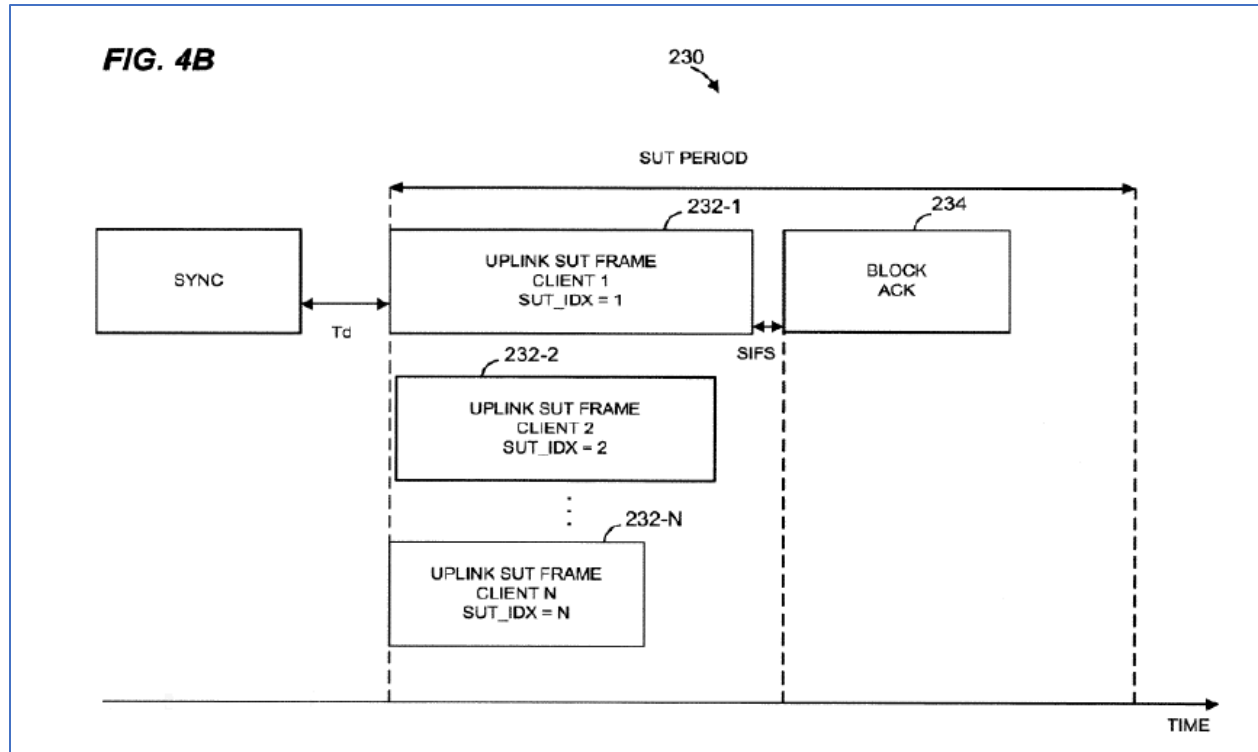 FIG. 4B
230
SUT PERIOD
232-1
234
SYNC
UPLINK SUT FRAME
CLIENT 1
SUT_IDX = 1
BLOCK
ACK
Td
SIFS
232-2
UPLINK SUT FRAME
CLIENT 2
SUT_IDX = 2
232-N
UPLINK SUT FRAME
CLIENT N
SUT_IDX = N
TIME